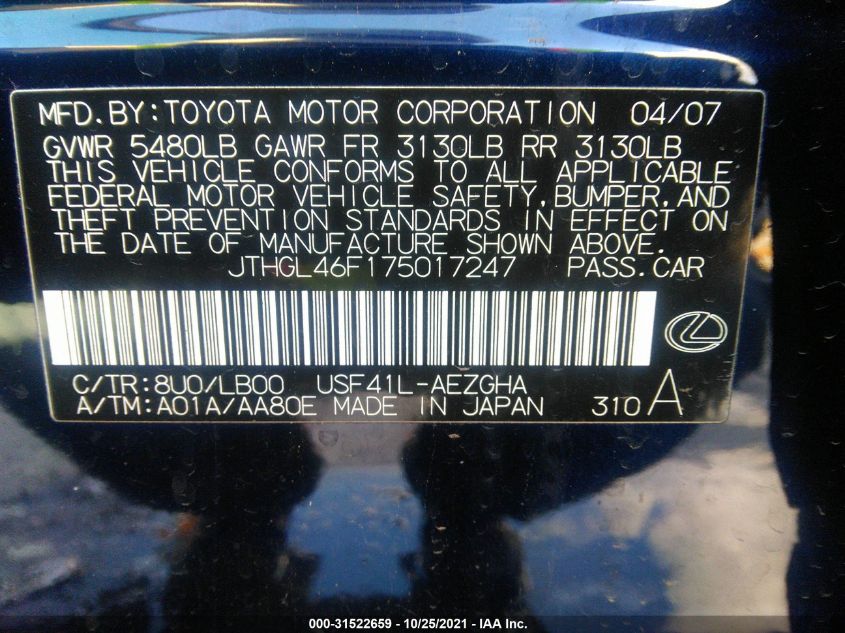 MFD.BY:TOYOTA MOTOR CORPORATION 04/07
GVWR 5480LB GAWR FR 3130LB RR 3130LB
THIS VEHICLE CONFORMS TO ALL APPLICABLE
FEDERAL MOTOR VEHICLE SAFETY,BUMPER,AND
THEFT PREVENTION STANDARDS IN EFFECT ON
THE DATE OF MANUFACTURE SHOWN ABOVE.
JTHGL46F175017247 PASS.CAR
C/TR:8U0/LB00 USF41L-AEZGHA
A/TM:A01A/AA80E MADE IN JAPAN 310 A
000-31522659 - 10/25/2021 - IAA Inc.